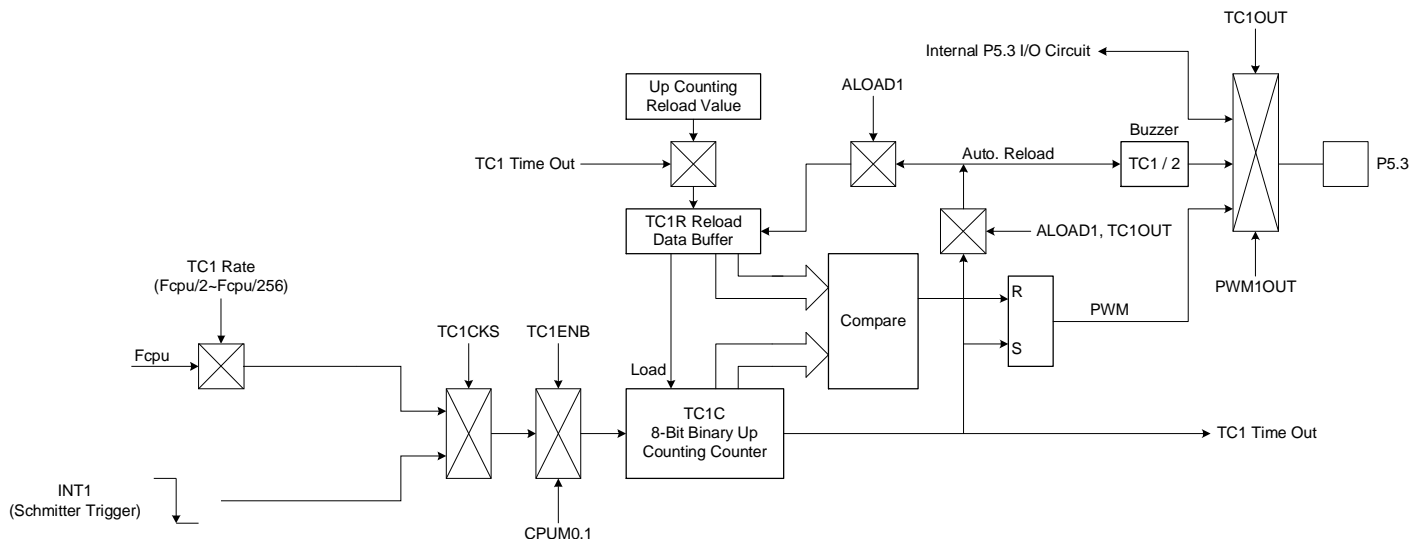 TC1OUT
Internal P5.3 I/O Circuit
Up Counting
Reload Value
ALOAD1
Buzzer
TC1 Time Out
Auto. Reload
TC1 / 2
P5.3
TC1R Reload
Data Buffer
ALOAD1, TC1OUT
TC1 Rate
(Fcpu/2~Fcpu/256)
PWM1OUT
R
PWM
Compare
TC1CKS
TC1ENB
Fcpu
S
Load
TC1C
8-Bit Binary Up
Counting Counter
TC1 Time Out
INT1
(Schmitter Trigger)
CPUM0,1